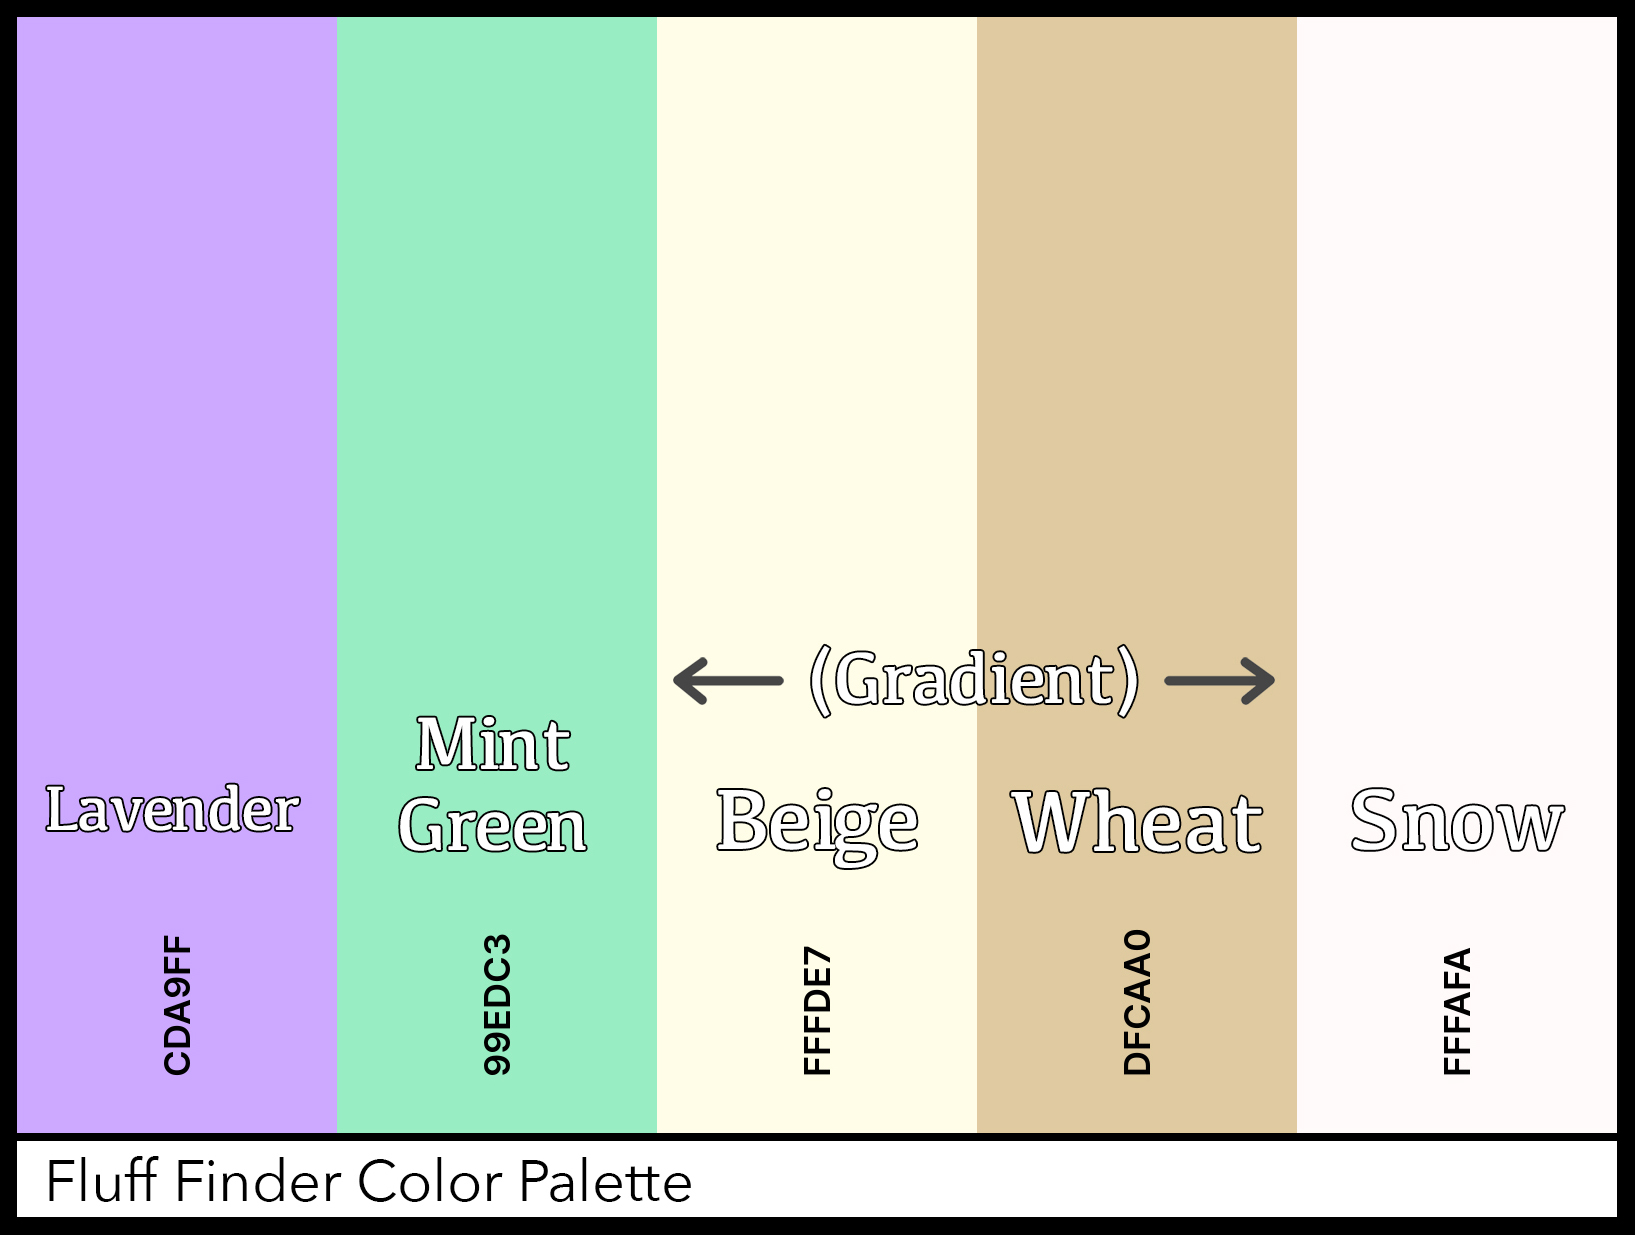 (Gradient)
Lavender
Mint
Green
Beige
Wheat
Snow
CDA9FF
99EDC3
FFFDE7
DFCAA0
FFFAFA
Fluff Finder Color Palette